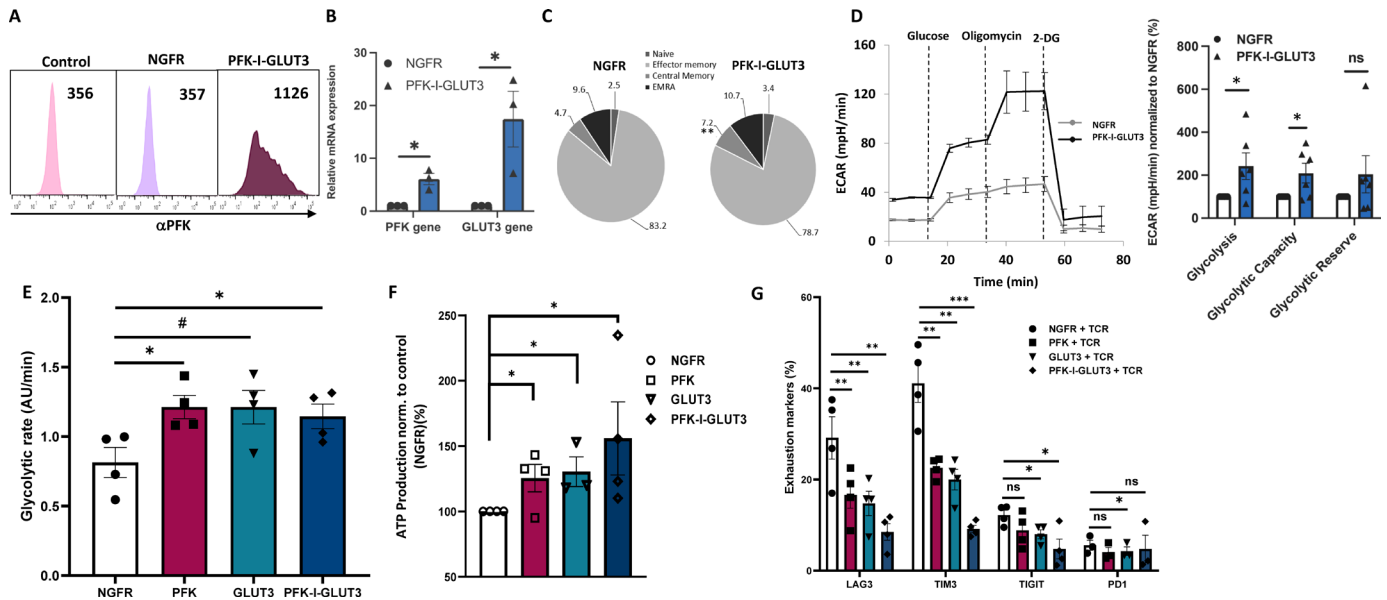 A
Control
NGFR
PFK-I-GLUT3
356
357
1126
αPFK
B
Relative mRNA expression
30
20
10
0
NGFR
PFK-I-GLUT3
*
*
PFK gene
GLUT3 gene
C
NGFR
Naive
Effector memory
Central Memory
EMRA
PFK-I-GLUT3
9.6
2.5
4.7
83.2
10.7
3.4
7.2
**
78.7
D
Glucose
Oligomycin
2-DG
ECAR (mpH/min)
160
120
80
40
0
0
20
40
60
80
Time (min)
NGFR
PFK-I-GLUT3
ECAR (mpH/min) normalized to NGFR (%)
800
600
400
200
0
NGFR
PFK-I-GLUT3
*
*
ns
Glycolysis
Glycolytic Capacity
Glycolytic Reserve
E
Glycolytic rate (AU/min)
2.0
1.5
1.0
0.5
0.0
*
#
*
NGFR
PFK
GLUT3
PFK-I-GLUT3
F
ATP Production norm. to control
(NGFR)(%)
250
200
150
100
50
*
*
*
NGFR
PFK
GLUT3
PFK-I-GLUT3
G
Exhaustion markers (%)
60
40
20
0
**
**
**
**
**
***
ns
*
*
ns
*
ns
NGFR + TCR
PFK + TCR
GLUT3 + TCR
PFK-I-GLUT3 + TCR
LAG3
TIM3
TIGIT
PD1